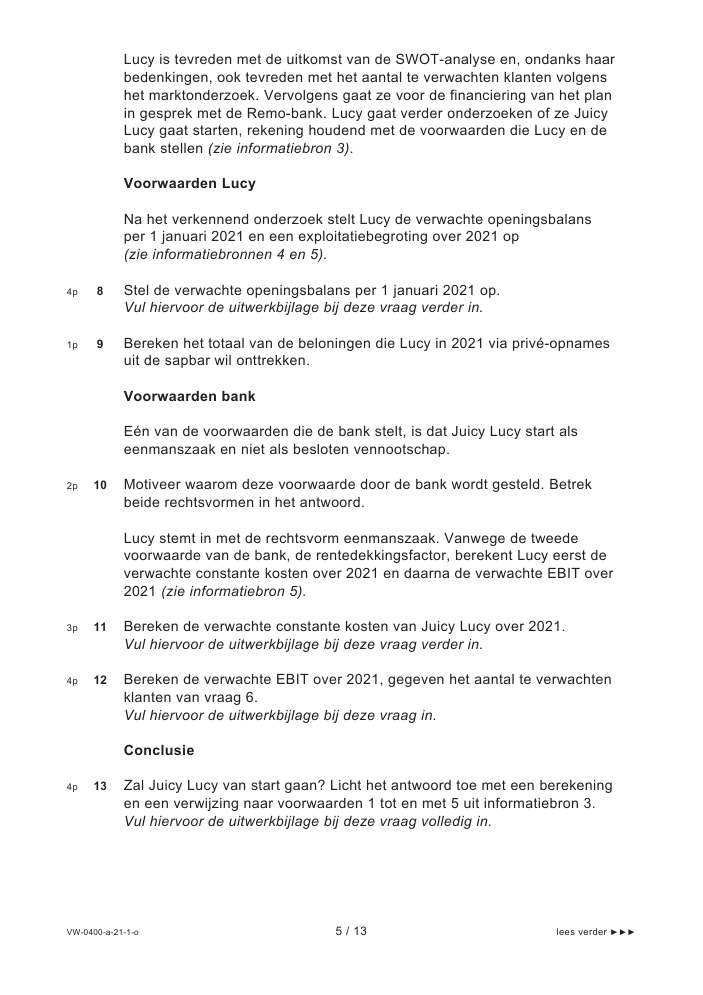 Lucy is tevreden met de uitkomst van de SWOT-analyse en, ondanks haar
bedenkingen, ook tevreden met het aantal te verwachten klanten volgens
het marktonderzoek. Vervolgens gaat ze voor de financiering van het plan
in gesprek met de Remo-bank. Lucy gaat verder onderzoeken of ze Juicy
Lucy gaat starten, rekening houdend met de voorwaarden die Lucy en de
bank stellen (zie informatiebron 3).
Voorwaarden Lucy
Na het verkennend onderzoek stelt Lucy de verwachte openingsbalans
per 1 januari 2021 en een exploitatiebegroting over 2021 op
(zie informatiebronnen 4 en 5).
4p 8 Stel de verwachte openingsbalans per 1 januari 2021 op.
Vul hiervoor de uitwerkbijlage bij deze vraag verder in.
1p 9 Bereken het totaal van de beloningen die Lucy in 2021 via privé-opnames
uit de sapbar wil onttrekken.
Voorwaarden bank
Eén van de voorwaarden die de bank stelt, is dat Juicy Lucy start als
eenmanszaak en niet als besloten vennootschap.
2p 10 Motiveer waarom deze voorwaarde door de bank wordt gesteld. Betrek
beide rechtsvormen in het antwoord.
Lucy stemt in met de rechtsvorm eenmanszaak. Vanwege de tweede
voorwaarde van de bank, de rentedekkingsfactor, berekent Lucy eerst de
verwachte constante kosten over 2021 en daarna de verwachte EBIT over
2021 (zie informatiebron 5).
3p 11 Bereken de verwachte constante kosten van Juicy Lucy over 2021.
Vul hiervoor de uitwerkbijlage bij deze vraag verder in.
4p 12 Bereken de verwachte EBIT over 2021, gegeven het aantal te verwachten
klanten van vraag 6.
Vul hiervoor de uitwerkbijlage bij deze vraag in.
Conclusie
4p 13 Zal Juicy Lucy van start gaan? Licht het antwoord toe met een berekening
en een verwijzing naar voorwaarden 1 tot en met 5 uit informatiebron 3.
Vul hiervoor de uitwerkbijlage bij deze vraag volledig in.
VW-0400-a-21-1-o 5 / 13 lees verder ►►►